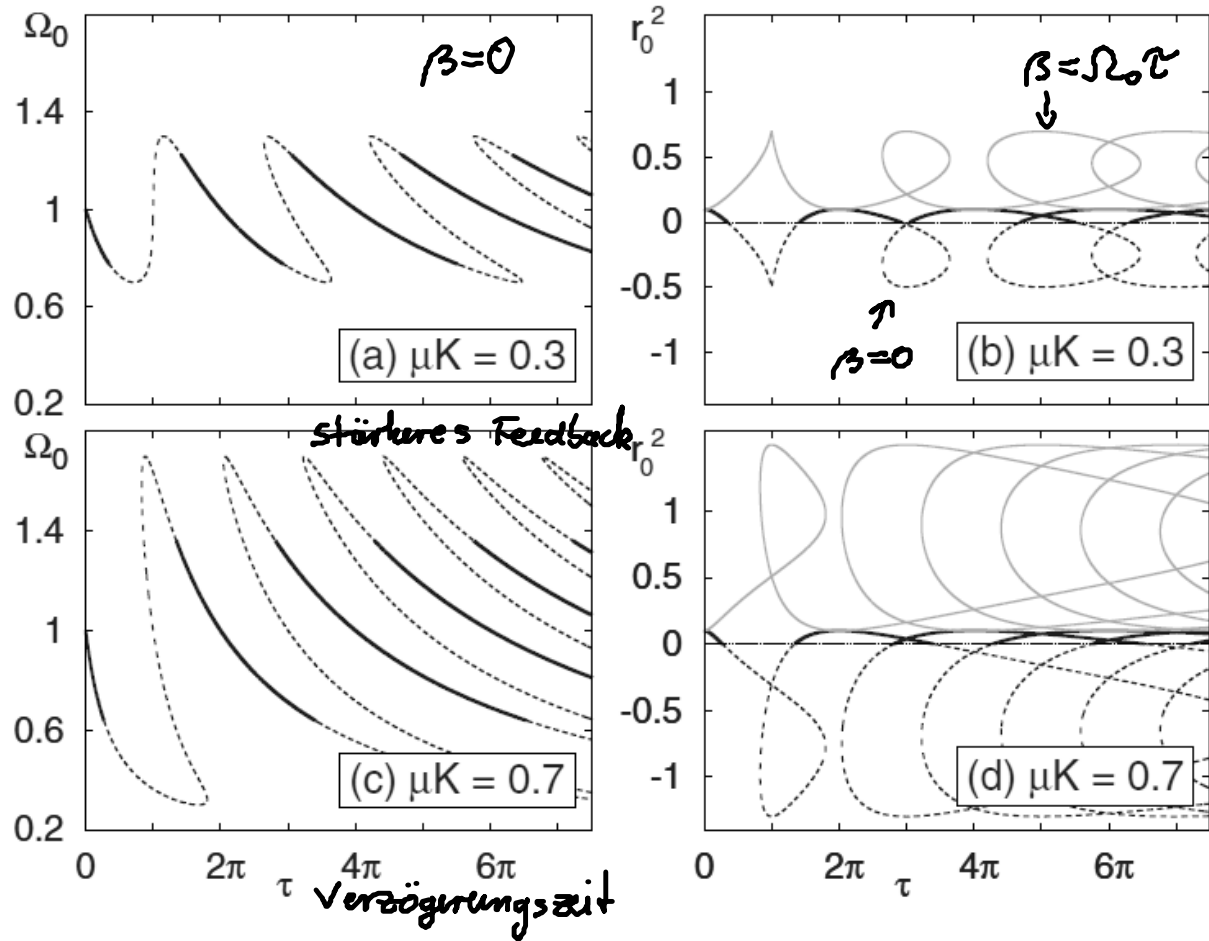 Ω₀
β=0
1.4
1
0.6
0.2
(a) μK = 0.3
r₀²
2
1
0.5
0
-0.5
-1
β=Ω₀τ
β=0
(b) μK = 0.3
stärkeres Feedback
Ω₀
1.4
1
0.6
0.2
(c) μK = 0.7
0 2π 4π 6π
τ
Verzögerungszeit
r₀²
1
0.5
0
-0.5
-1
(d) μK = 0.7
0 2π 4π 6π
τ